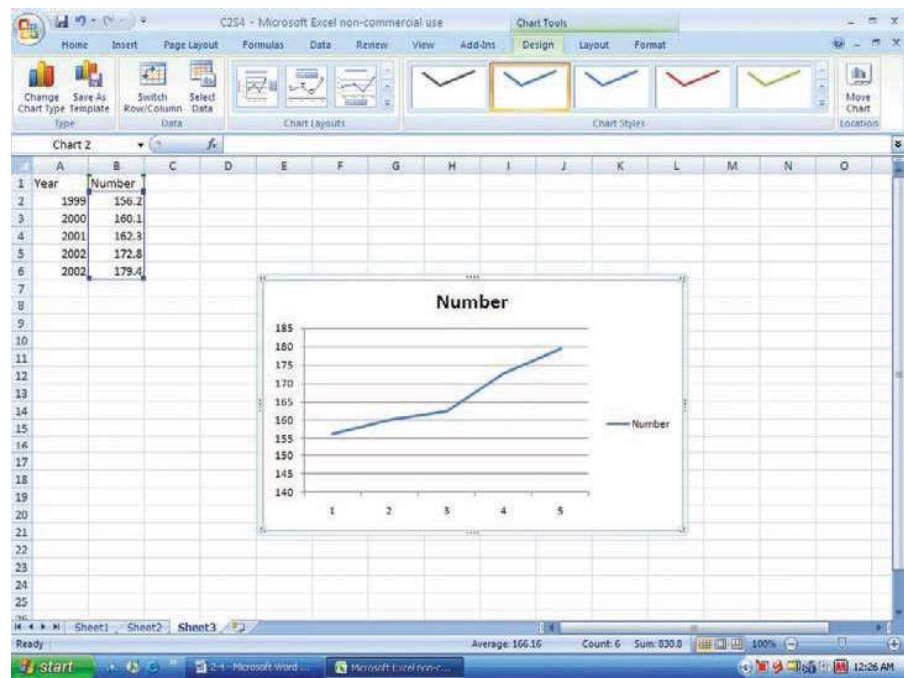 C2S4 - Microsoft Excel non-commercial use Chart Tools
Home Insert Page Layout Formulas Data Review View Add-Ins Design Layout Format
Change Chart Type Save As Template Switch Row/Column Select Data Move Chart
Type Data Chart Layouts Chart Styles Location
Chart 2 fx
A B C D E F G H I J K L M N O
1 Year Number
2 1999 156.2
3 2000 160.1
4 2001 162.3
5 2002 172.8
6 2002 179.4
7
8
9
10
11
12
13
14
15
16
17
18
19
20
21
22
23
24
25
26
Number
185
180
175
170
165
160
155
150
145
140
1 2 3 4 5
Number
Sheet1 Sheet2 Sheet3
Ready Average: 166.16 Count: 6 Sum: 830.8 100%
start 2-4 - Microsoft Word ... Microsoft Excel non-c... 12:26 AM